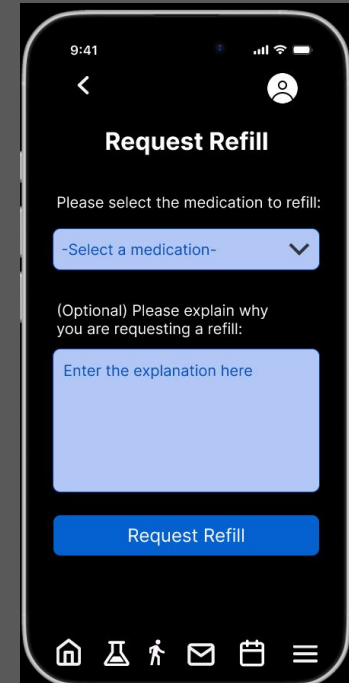 9:41
Request Refill
Please select the medication to refill:
-Select a medication-
(Optional) Please explain why
you are requesting a refill:
Enter the explanation here
Request Refill